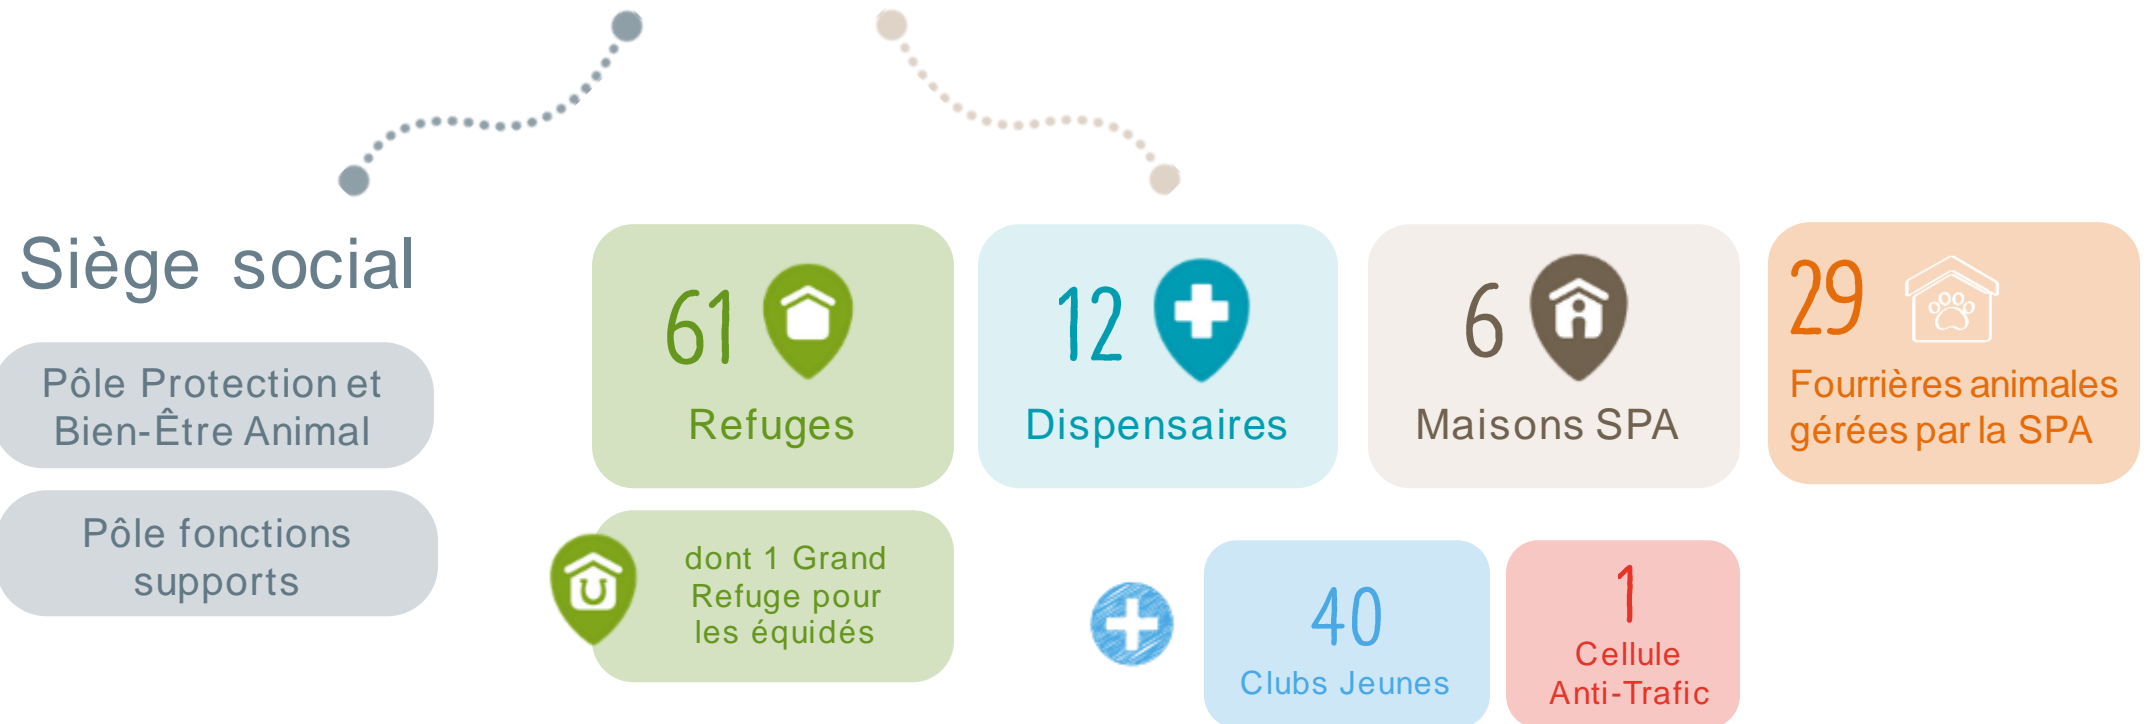 Siège social
Pôle Protection et
Bien-Être Animal
Pôle fonctions
supports
61
Refuges
dont 1 Grand
Refuge pour
les équidés
12
Dispensaires
6
Maisons SPA
29
Fourrières animales
gérées par la SPA
40
Clubs Jeunes
1
Cellule
Anti-Trafic